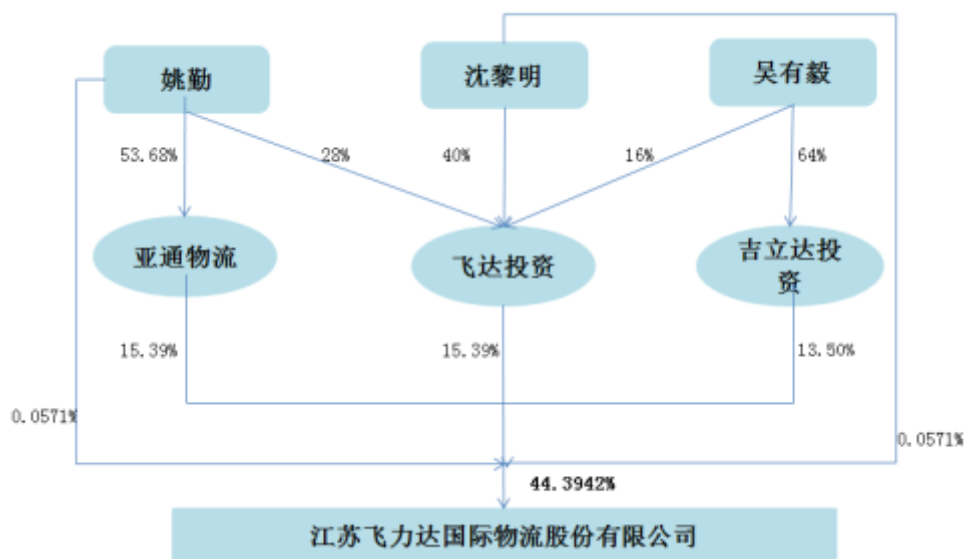 姚勤
沈黎明
吴有毅
53.68%
28%
40%
16%
64%
亚通物流
飞达投资
吉立达投
资
15.39%
15.39%
13.50%
0.0571%
0.0571%
44.3942%
江苏飞力达国际物流股份有限公司